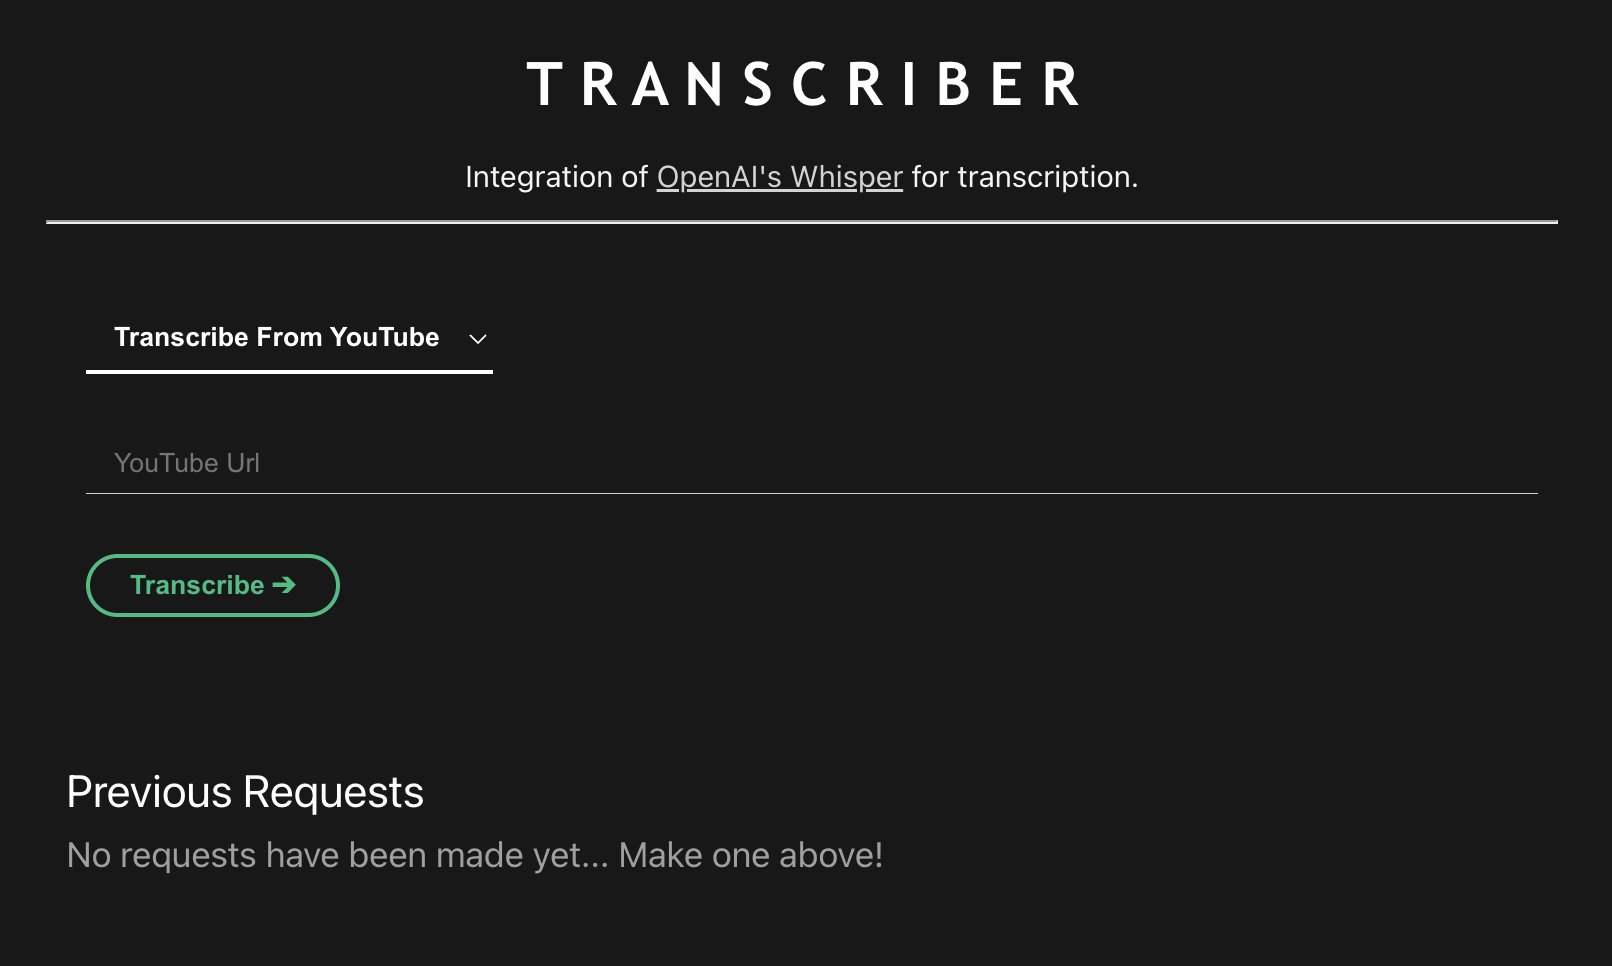 TRANSCRIBER
Integration of OpenAI's Whisper for transcription.
Transcribe From YouTube
YouTube Url
Transcribe ➔
Previous Requests
No requests have been made yet... Make one above!